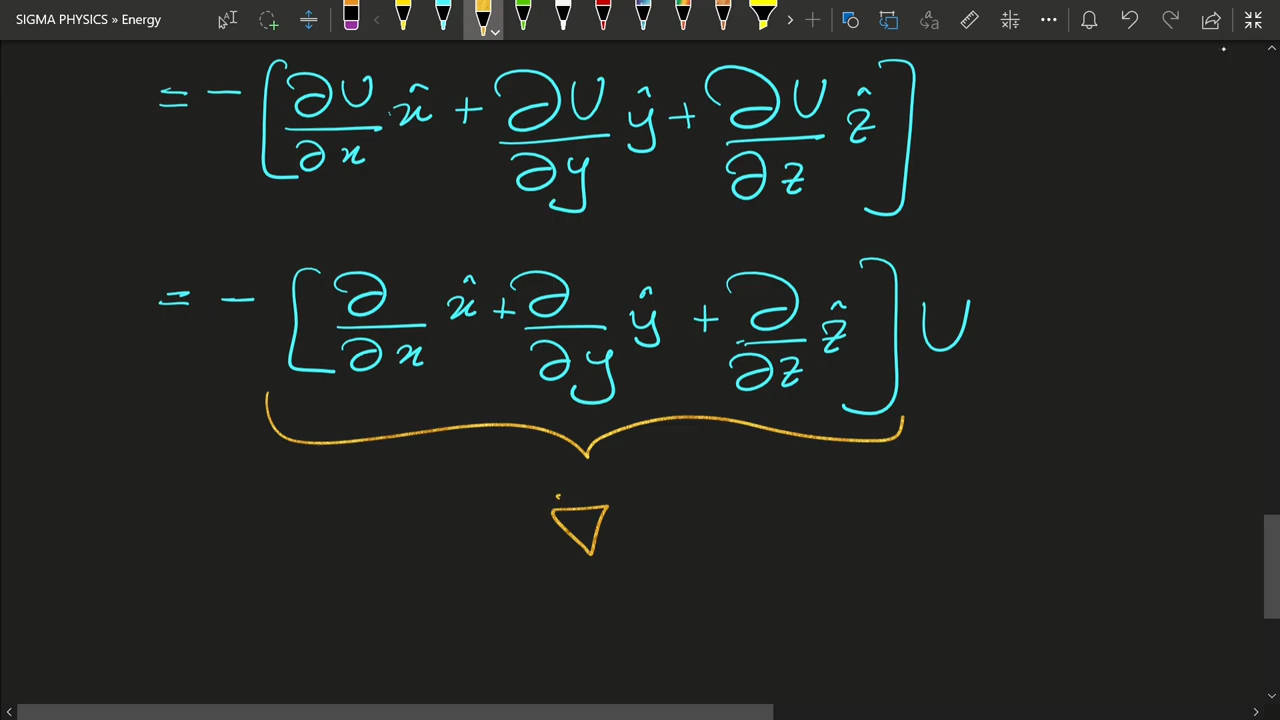 SIGMA PHYSICS » Energy
= - [∂U/∂x x̂ + ∂U/∂y ŷ + ∂U/∂z ẑ]
= - [∂/∂x x̂ + ∂/∂y ŷ + ∂/∂z ẑ] U
∇